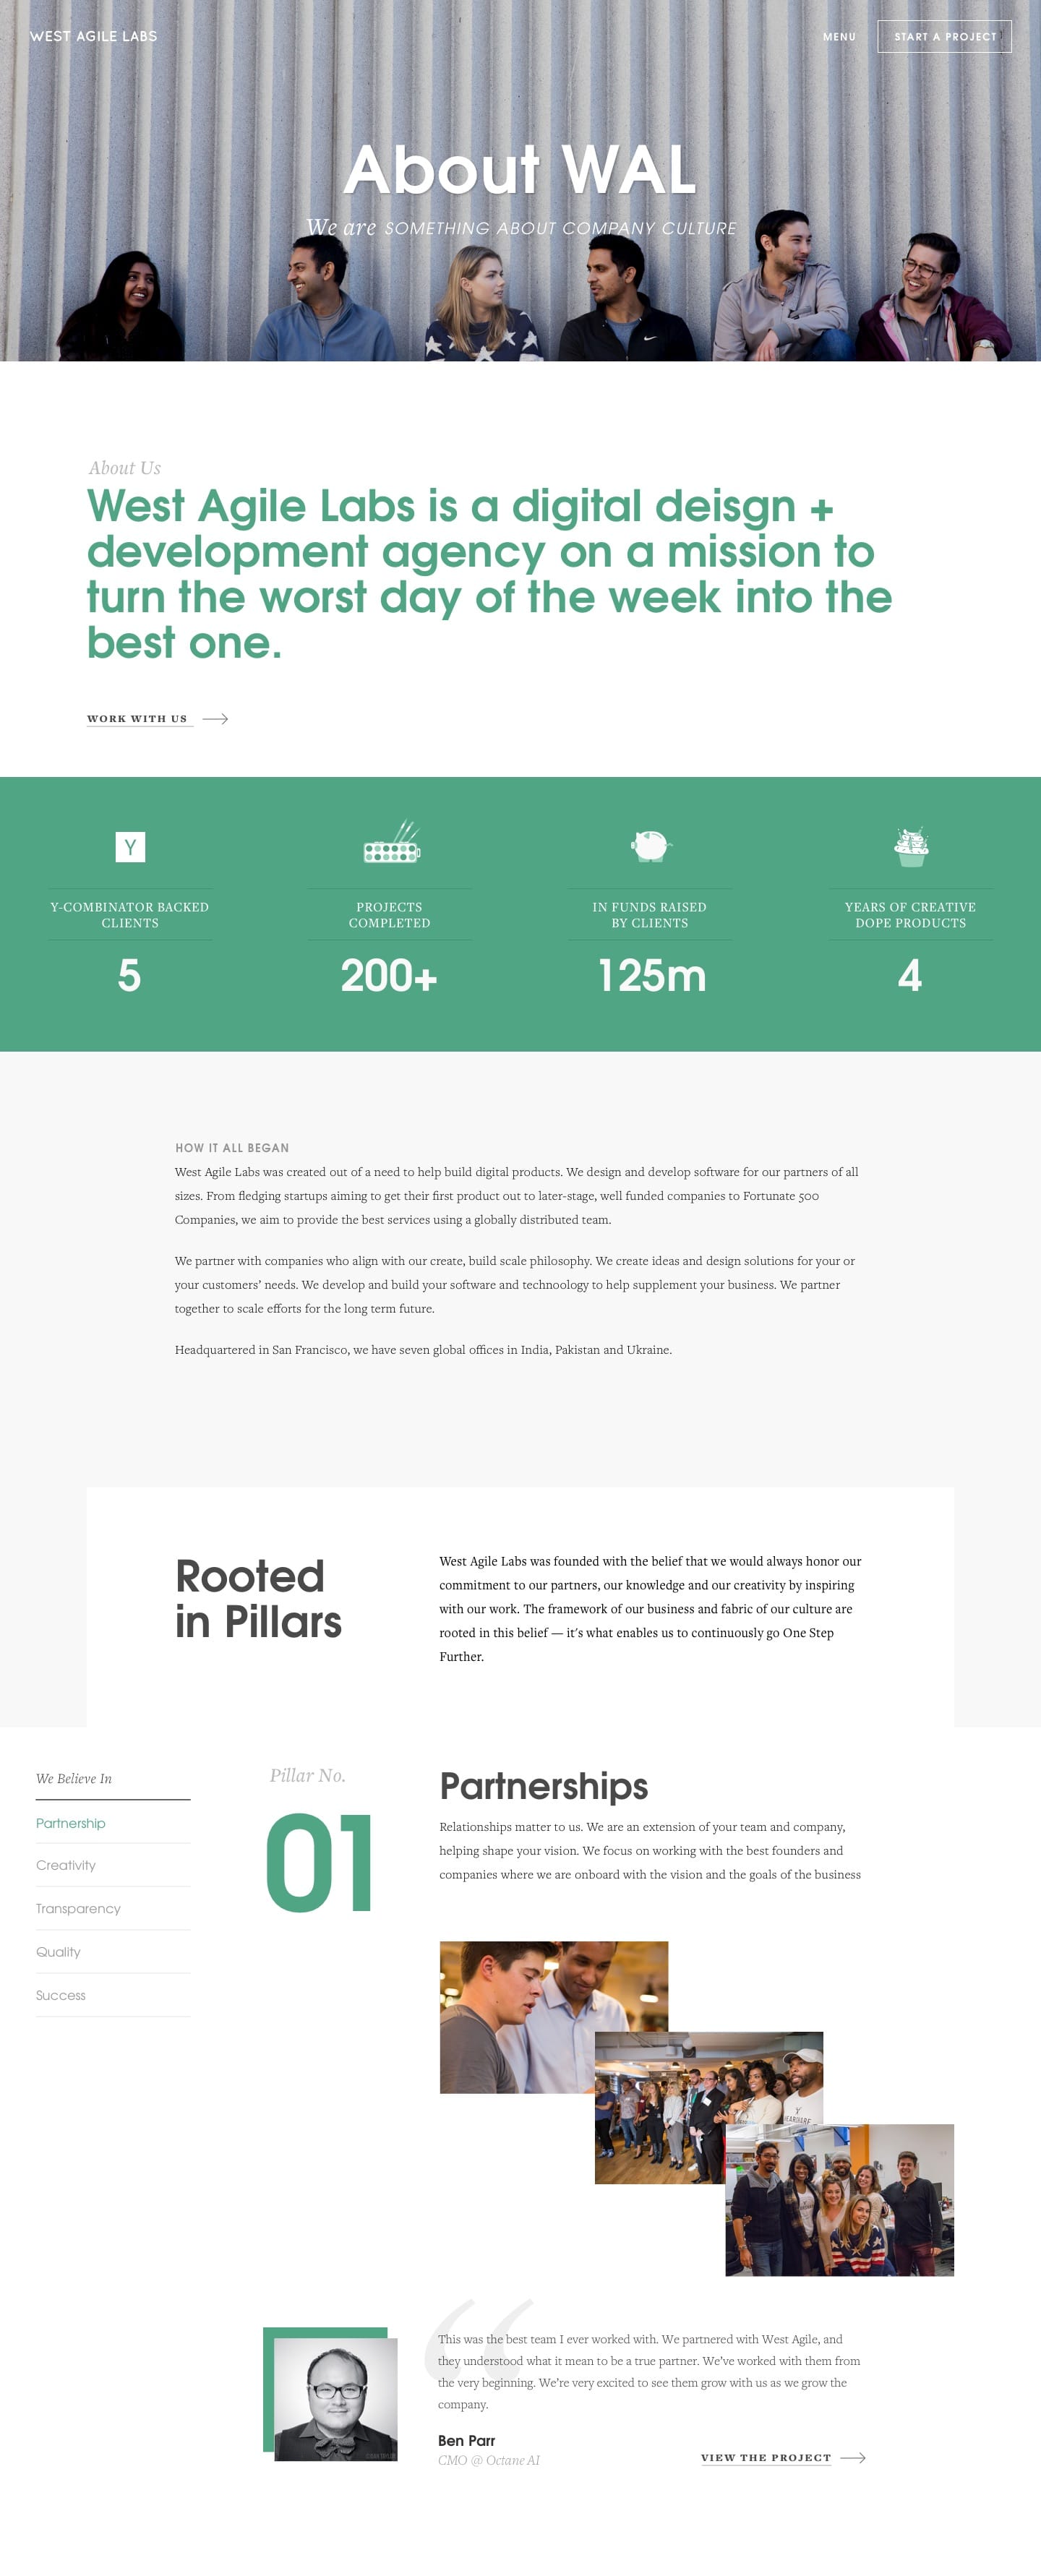 WEST AGILE LABS
MENU
START A PROJECT
About WAL
We are SOMETHING ABOUT COMPANY CULTURE
About Us
West Agile Labs is a digital deisgn +
development agency on a mission to
turn the worst day of the week into the
best one.
WORK WITH US
Y
Y-COMBINATOR BACKED
CLIENTS
5
PROJECTS
COMPLETED
200+
IN FUNDS RAISED
BY CLIENTS
125m
YEARS OF CREATIVE
DOPE PRODUCTS
4
HOW IT ALL BEGAN
West Agile Labs was created out of a need to help build digital products. We design and develop software for our partners of all
sizes. From fledging startups aiming to get their first product out to later-stage, well funded companies to Fortunate 500
Companies, we aim to provide the best services using a globally distributed team.
We partner with companies who align with our create, build scale philosophy. We create ideas and design solutions for your or
your customers’ needs. We develop and build your software and technoology to help supplement your business. We partner
together to scale efforts for the long term future.
Headquartered in San Francisco, we have seven global offices in India, Pakistan and Ukraine.
Rooted
in Pillars
West Agile Labs was founded with the belief that we would always honor our
commitment to our partners, our knowledge and our creativity by inspiring
with our work. The framework of our business and fabric of our culture are
rooted in this belief — it's what enables us to continuously go One Step
Further.
We Believe In
Partnership
Creativity
Transparency
Quality
Success
Pillar No.
01
Partnerships
Relationships matter to us. We are an extension of your team and company,
helping shape your vision. We focus on working with the best founders and
companies where we are onboard with the vision and the goals of the business
“
This was the best team I ever worked with. We partnered with West Agile, and
they understood what it mean to be a true partner. We’ve worked with them from
the very beginning. We’re very excited to see them grow with us as we grow the
company.
Ben Parr
CMO @ Octane AI
VIEW THE PROJECT